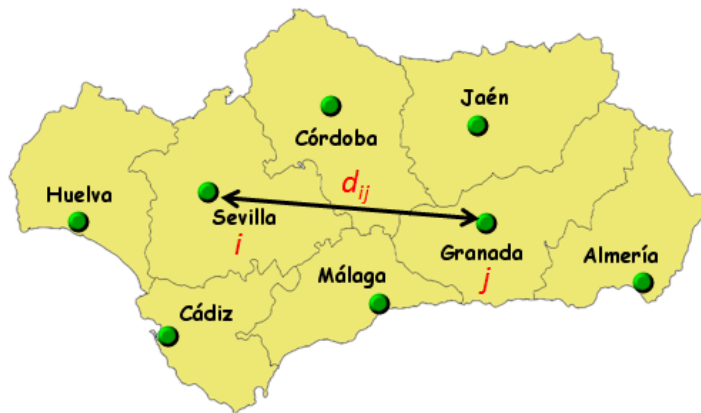 Jaén
Córdoba
Huelva
d_ij
Sevilla
i
Granada
j
Almería
Málaga
Cádiz